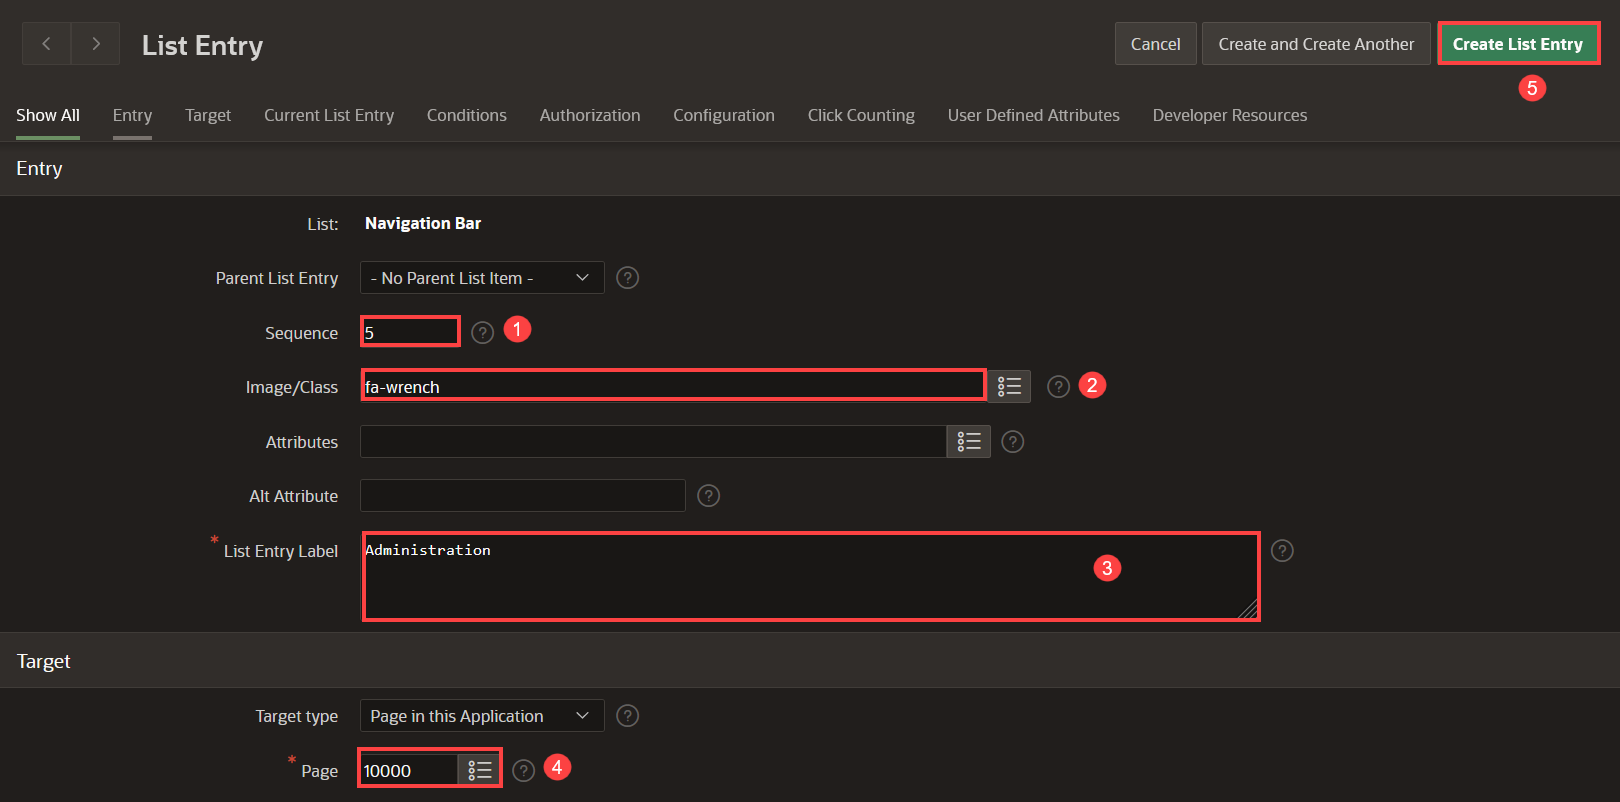 List Entry
Cancel
Create and Create Another
Create List Entry
5
Show All
Entry
Target
Current List Entry
Conditions
Authorization
Configuration
Click Counting
User Defined Attributes
Developer Resources
Entry
List:
Navigation Bar
Parent List Entry
- No Parent List Item -
?
Sequence
5
?
1
Image/Class
fa-wrench
?
2
Attributes
?
Alt Attribute
?
* List Entry Label
Administration
3
?
Target
Target type
Page in this Application
?
* Page
10000
?
4